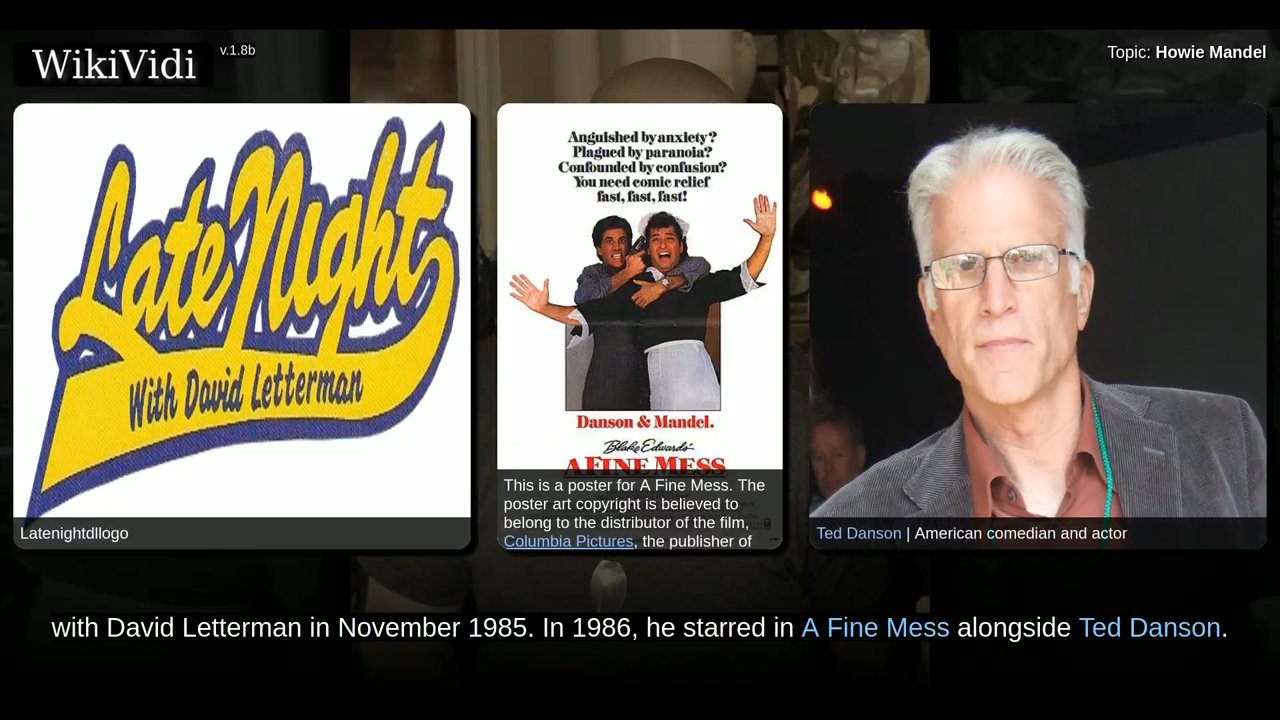 WikiVidi
v.1.8b
Topic: Howie Mandel
Late Night
With David Letterman
Latenightdllogo
Anguished by anxiety?
Plagued by paranoia?
Confounded by confusion?
You need comic relief
fast, fast, fast!
Danson & Mandel.
Blake Edwards'
A FINE MESS
This is a poster for A Fine Mess. The
poster art copyright is believed to
belong to the distributor of the film,
Columbia Pictures, the publisher of
Ted Danson | American comedian and actor
with David Letterman in November 1985. In 1986, he starred in A Fine Mess alongside Ted Danson.